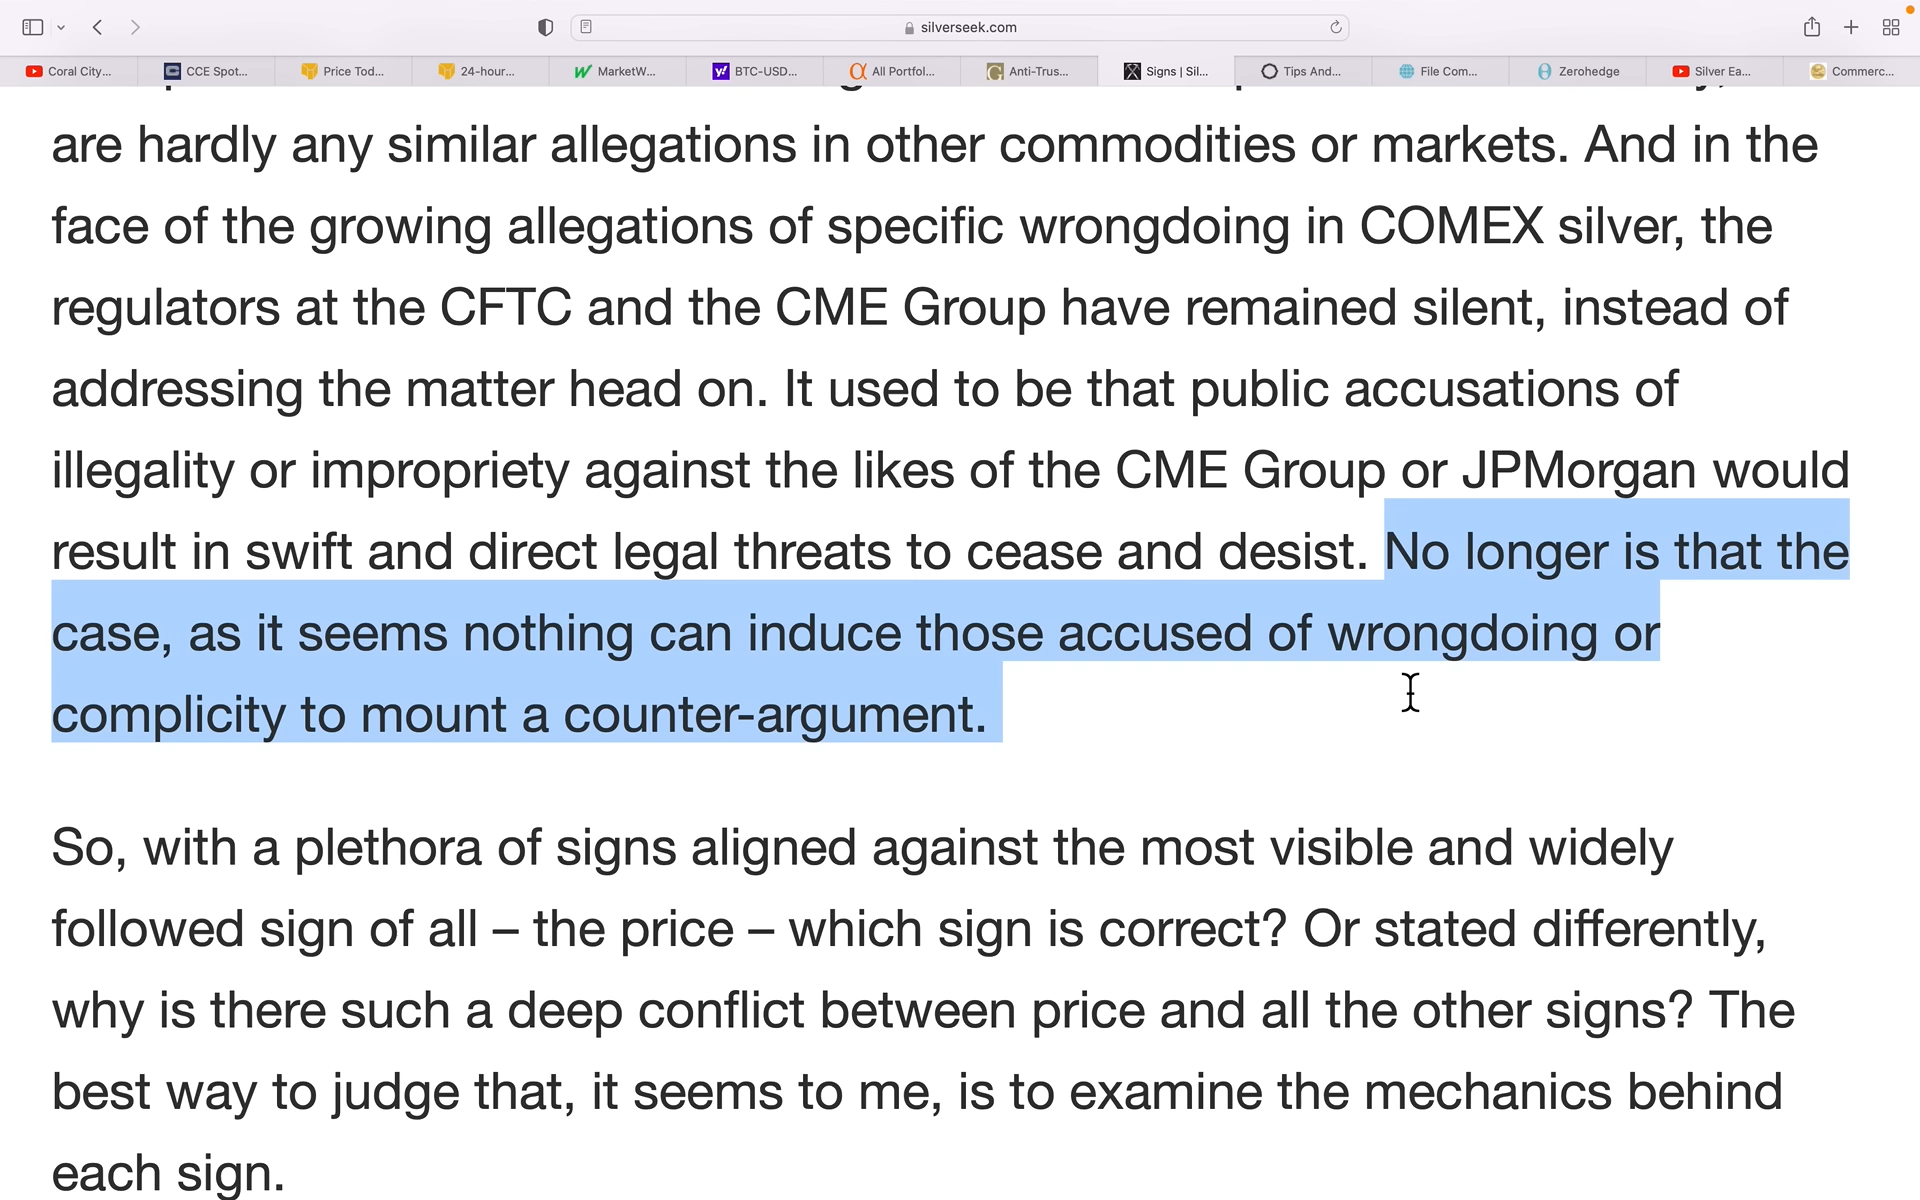 silverseek.com
Coral City...
CCE Spot...
Price Tod...
24-hour...
MarketW...
BTC-USD...
All Portfol...
Anti-Trus...
Signs | Sil...
Tips And...
File Com...
Zerohedge
Silver Ea...
Commerc...
are hardly any similar allegations in other commodities or markets. And in the
face of the growing allegations of specific wrongdoing in COMEX silver, the
regulators at the CFTC and the CME Group have remained silent, instead of
addressing the matter head on. It used to be that public accusations of
illegality or impropriety against the likes of the CME Group or JPMorgan would
result in swift and direct legal threats to cease and desist. No longer is that the
case, as it seems nothing can induce those accused of wrongdoing or
complicity to mount a counter-argument.
So, with a plethora of signs aligned against the most visible and widely
followed sign of all – the price – which sign is correct? Or stated differently,
why is there such a deep conflict between price and all the other signs? The
best way to judge that, it seems to me, is to examine the mechanics behind
each sign.